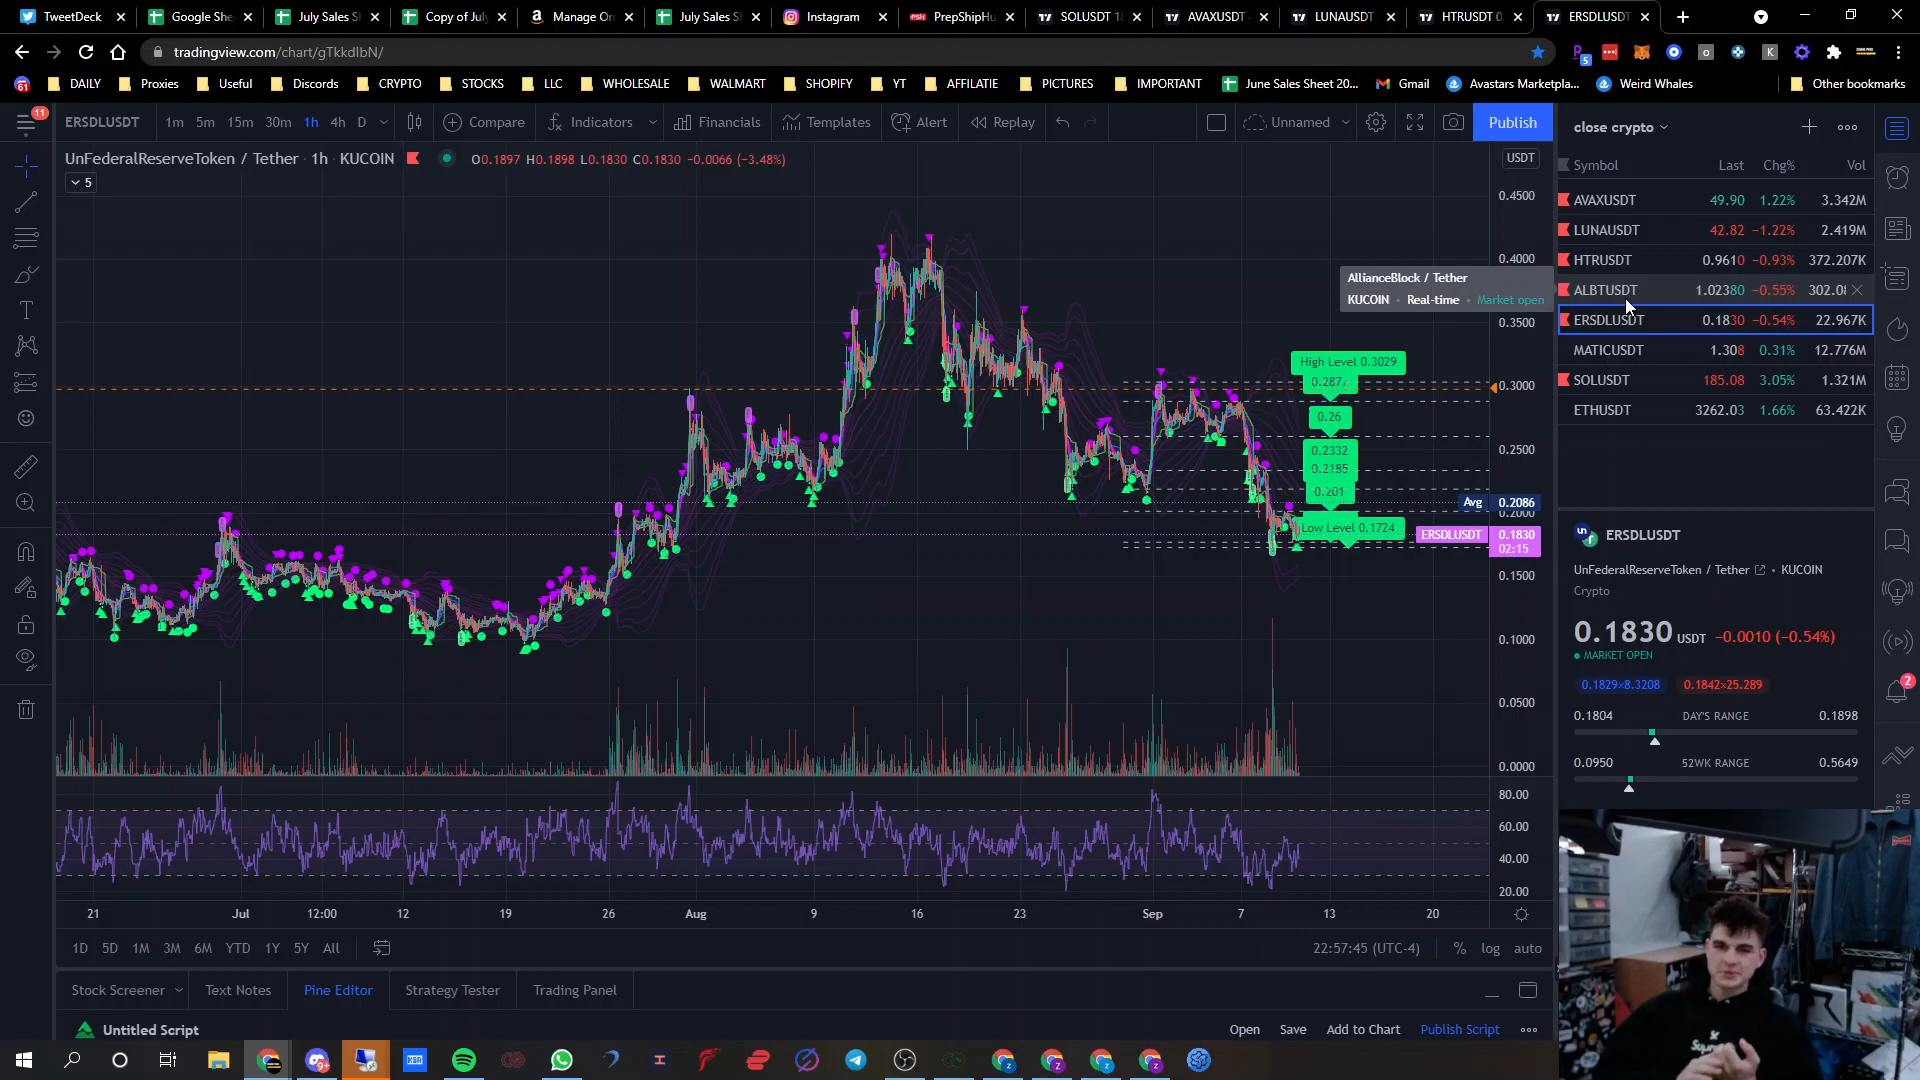 TweetDeck
Google She
July Sales S
Copy of July
Manage Or
July Sales S
Instagram
PrepShipHu
SOLUSDT 18
AVAXUSDT
LUNAUSDT
HTRUSDT 0.
ERSDLUSDT
tradingview.com/chart/gTkkdIbN/
61
DAILY
Proxies
Useful
Discords
CRYPTO
STOCKS
LLC
WHOLESALE
WALMART
SHOPIFY
YT
AFFILATIE
PICTURES
IMPORTANT
June Sales Sheet 20...
Gmail
Avastars Marketpla...
Weird Whales
Other bookmarks
11
ERSDLUSDT
1m
5m
15m
30m
1h
4h
D
Compare
Indicators
Financials
Templates
Alert
Replay
Unnamed
Publish
UnFederalReserveToken / Tether · 1h · KUCOIN
O0.1897 H0.1898 L0.1830 C0.1830 −0.0066 (−3.48%)
5
USDT
0.4500
0.4000
0.3500
0.3000
0.2500
0.2000
0.1500
0.1000
0.0500
0.0000
80.00
60.00
40.00
20.00
AllianceBlock / Tether
KUCOIN · Real-time · Market open
High Level 0.3029
0.26
0.2332
0.2185
0.201
Low Level 0.1724
Avg 0.2086
ERSDLUSDT 0.1830
02:15
21
Jul
12:00
12
19
26
Aug
9
16
23
Sep
7
13
20
1D
5D
1M
3M
6M
YTD
1Y
5Y
All
22:57:45 (UTC-4)
%
log
auto
Stock Screener
Text Notes
Pine Editor
Strategy Tester
Trading Panel
Untitled Script
Open
Save
Add to Chart
Publish Script
close crypto
Symbol Last Chg% Vol
AVAXUSDT 49.90 1.22% 3.342M
LUNAUSDT 42.82 −1.22% 2.419M
HTRUSDT 0.9610 −0.93% 372.207K
ALBTUSDT 1.02380 −0.55% 302.0
ERSDLUSDT 0.1830 −0.54% 22.967K
MATICUSDT 1.308 0.31% 12.776M
SOLUSDT 185.08 3.05% 1.321M
ETHUSDT 3262.03 1.66% 63.422K
ERSDLUSDT
UnFederalReserveToken / Tether · KUCOIN
Crypto
0.1830 USDT −0.0010 (−0.54%)
MARKET OPEN
0.1829×8.3208
0.1842×25.289
0.1804 DAY'S RANGE 0.1898
0.0950 52WK RANGE 0.5649
2
5
9+